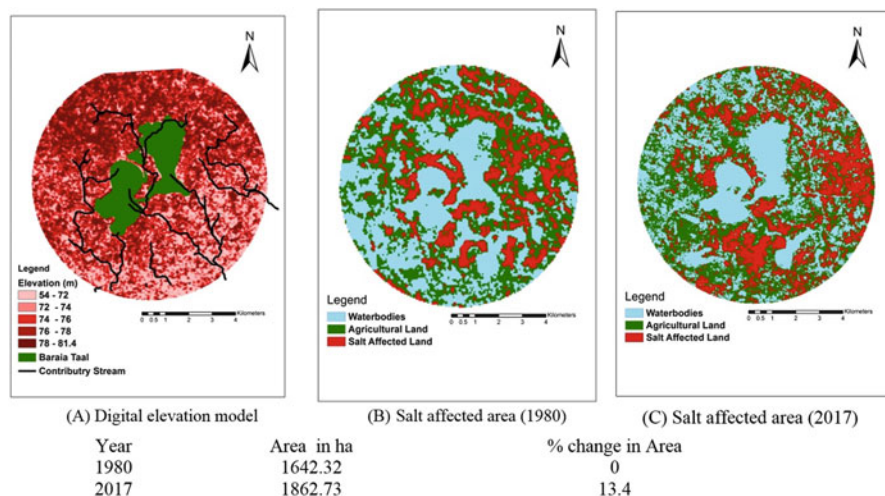 N
Legend
Elevation (m)
54 - 72
72 - 74
74 - 76
76 - 78
78 - 81.4
Baraia Taal
Contributry Stream
0 0.5 1 2 3 4
Kilometers
(A) Digital elevation model
N
Legend
Waterbodies
Agricultural Land
Salt Affected Land
0 0.5 1 2 3 4
Kilometers
(B) Salt affected area (1980)
N
Legend
Waterbodies
Agricultural Land
Salt Affected Land
0 0.5 1 2 3 4
Kilometers
(C) Salt affected area (2017)
Year Area in ha % change in Area
1980 1642.32 0
2017 1862.73 13.4